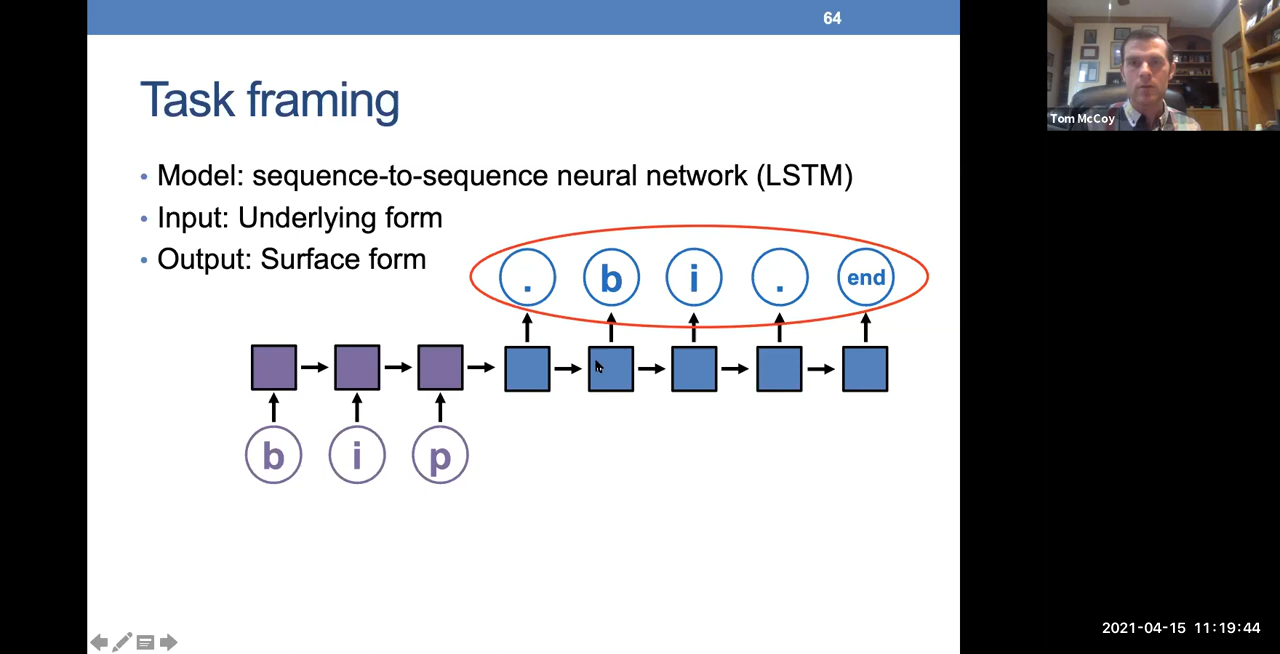 64
Task framing
• Model: sequence-to-sequence neural network (LSTM)
• Input: Underlying form
• Output: Surface form
. b i . end
b i p
Tom McCoy
2021-04-15 11:19:44